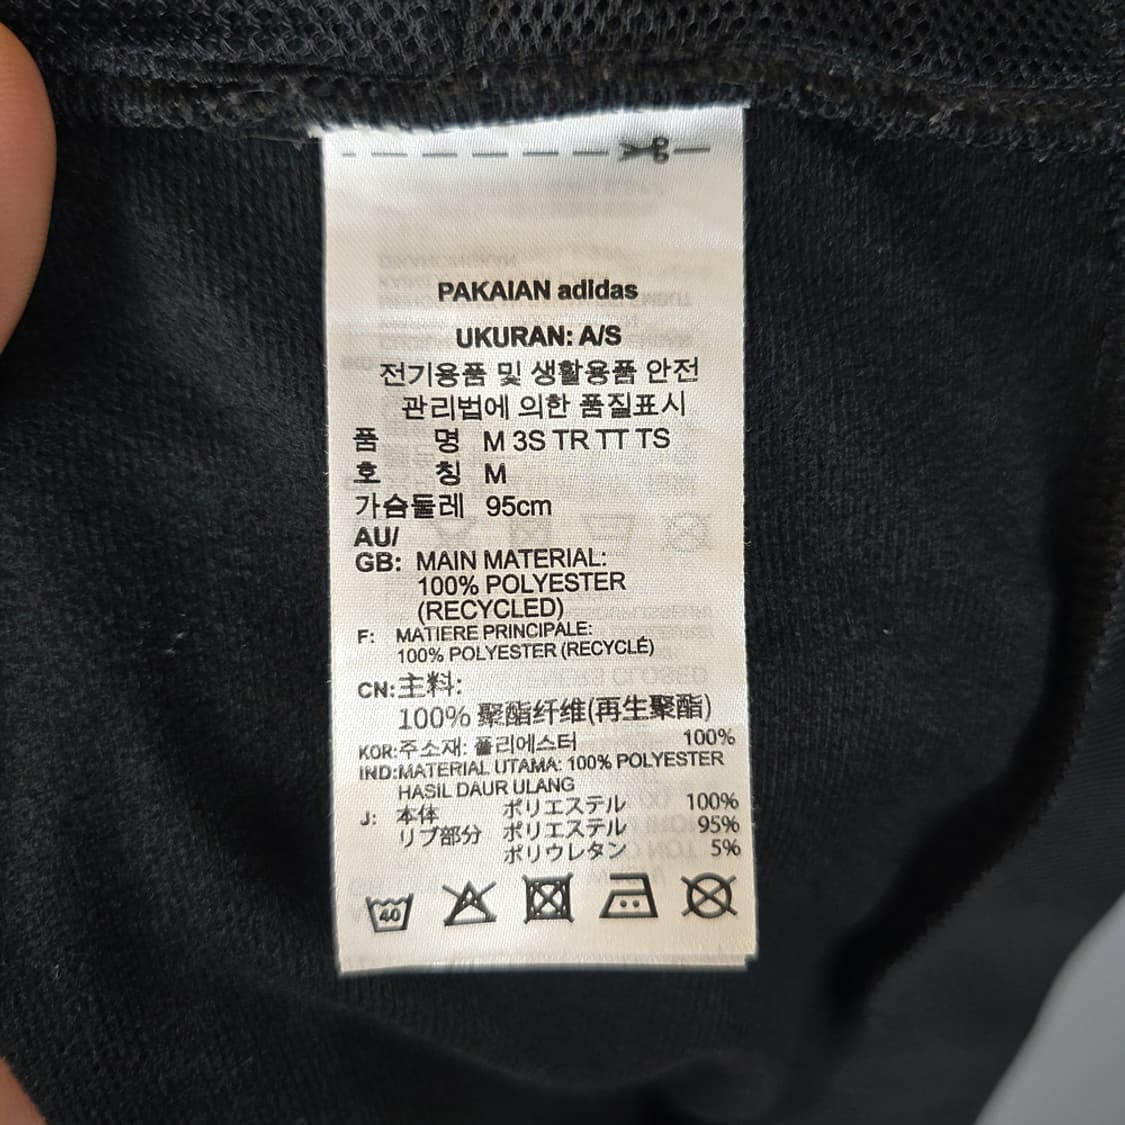 PAKAIAN adidas
UKURAN: A/S
전기용품 및 생활용품 안전
관리법에 의한 품질표시
품 명 M 3S TR TT TS
호 칭 M
가슴둘레 95cm
AU/
GB: MAIN MATERIAL:
100% POLYESTER
(RECYCLED)
F: MATIERE PRINCIPALE:
100% POLYESTER (RECYCLÉ)
CN:主料:
100% 聚酯纤维(再生聚酯)
KOR:주소재: 폴리에스터 100%
IND:MATERIAL UTAMA: 100% POLYESTER
HASIL DAUR ULANG
J: 本体 ポリエステル 100%
リブ部分 ポリエステル 95%
ポリウレタン 5%
40